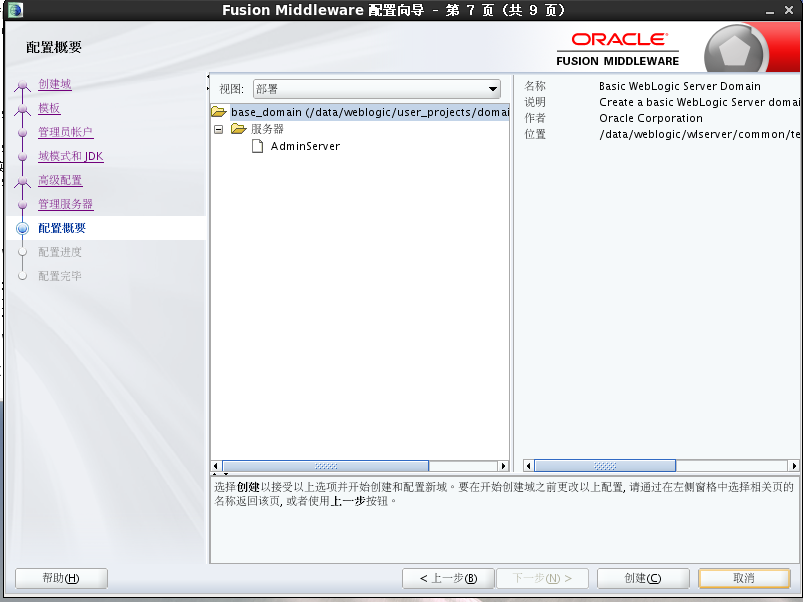 Fusion Middleware 配置向导 - 第 7 页 (共 9 页)
配置概要
ORACLE
FUSION MIDDLEWARE
创建域
模板
管理员帐户
域模式和 JDK
高级配置
管理服务器
配置概要
配置进度
配置完毕
视图: 部署
base_domain (/data/weblogic/user_projects/domai
服务器
AdminServer
名称 Basic WebLogic Server Domain
说明 Create a basic WebLogic Server domai
作者 Oracle Corporation
位置 /data/weblogic/wlserver/common/te
选择创建以接受以上选项并开始创建和配置新域。要在开始创建域之前更改以上配置, 请通过在左侧窗格中选择相关页的
名称返回该页, 或者使用上一步按钮。
帮助(H)
< 上一步(B)
下一步(N) >
创建(C)
取消